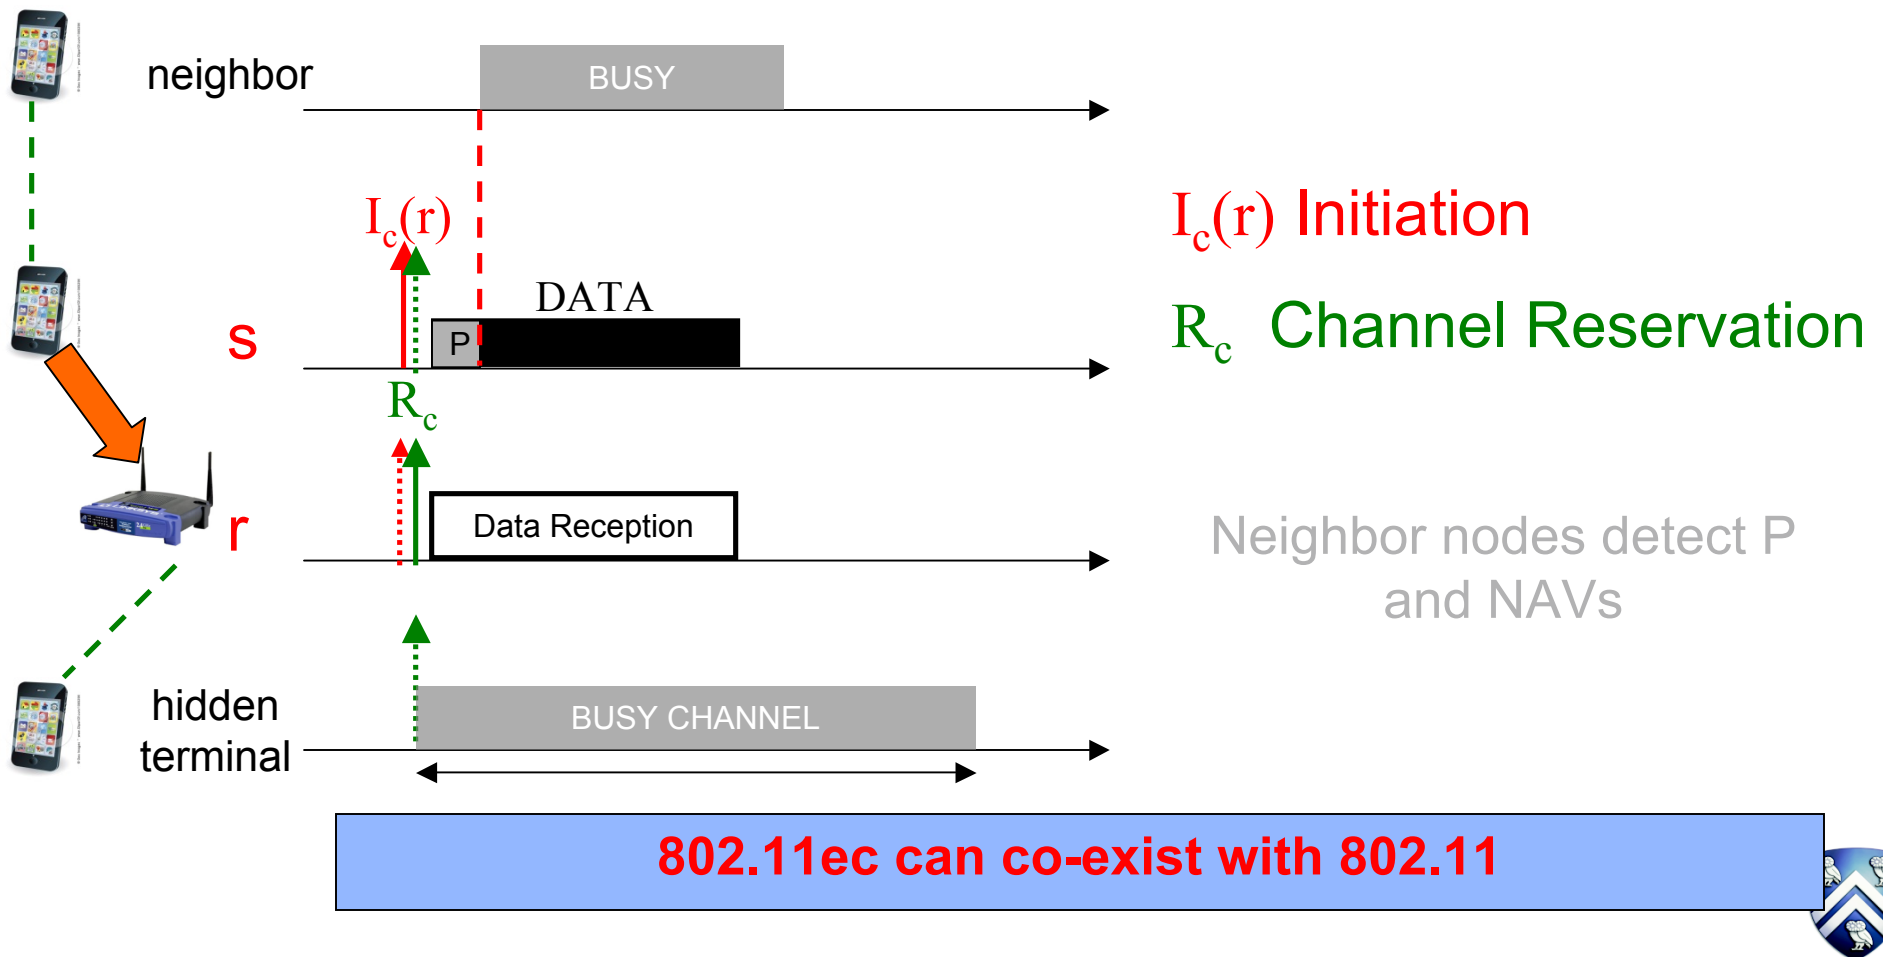 neighbor
BUSY
Ic(r)
Ic(r) Initiation
DATA
Rc Channel Reservation
s
P
Rc
r
Data Reception
Neighbor nodes detect P
and NAVs
hidden
terminal
BUSY CHANNEL
802.11ec can co-exist with 802.11